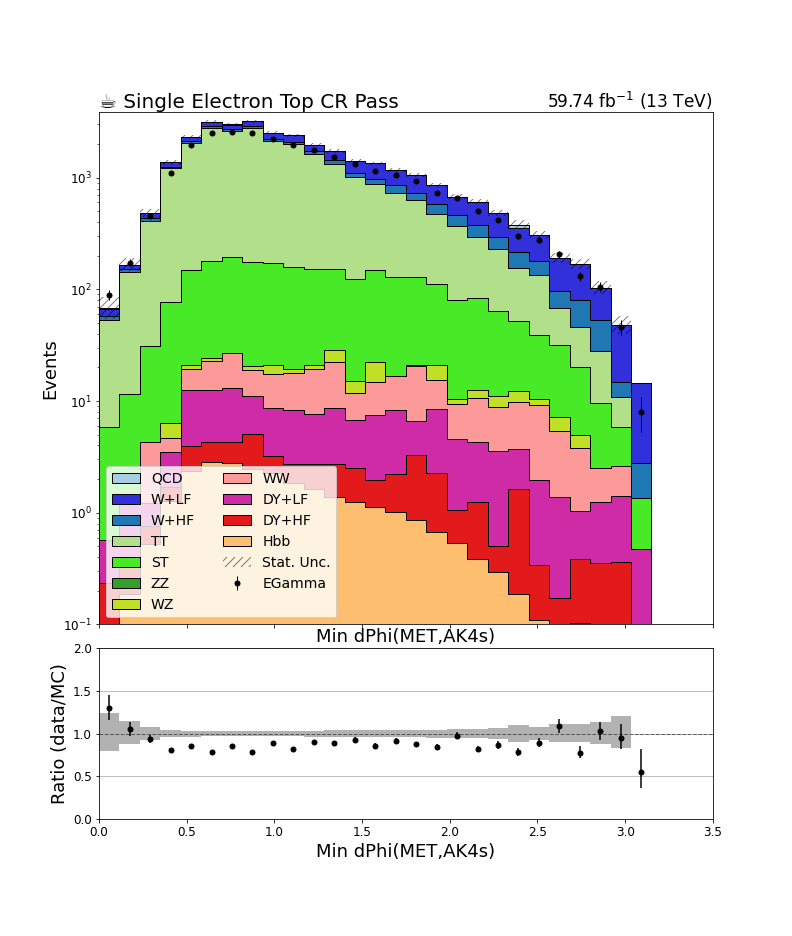 ☕ Single Electron Top CR Pass 59.74 fb⁻¹ (13 TeV)
Events
10³
10²
10¹
10⁰
10⁻¹
QCD WW
W+LF DY+LF
W+HF DY+HF
TT Hbb
ST Stat. Unc.
ZZ EGamma
WZ
Min dPhi(MET,AK4s)
Ratio (data/MC)
2.0
1.5
1.0
0.5
0.0
0.0 0.5 1.0 1.5 2.0 2.5 3.0 3.5
Min dPhi(MET,AK4s)